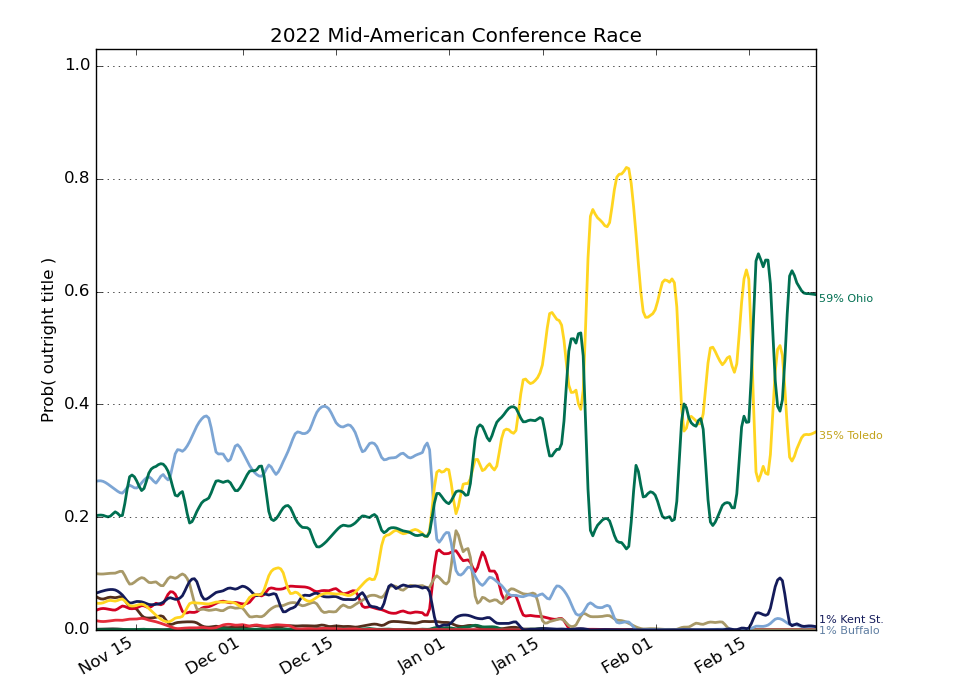 2022 Mid-American Conference Race
Prob( outright title )
1.0
0.8
0.6
0.4
0.2
0.0
Nov 15
Dec 01
Dec 15
Jan 01
Jan 15
Feb 01
Feb 15
59% Ohio
35% Toledo
1% Kent St.
1% Buffalo